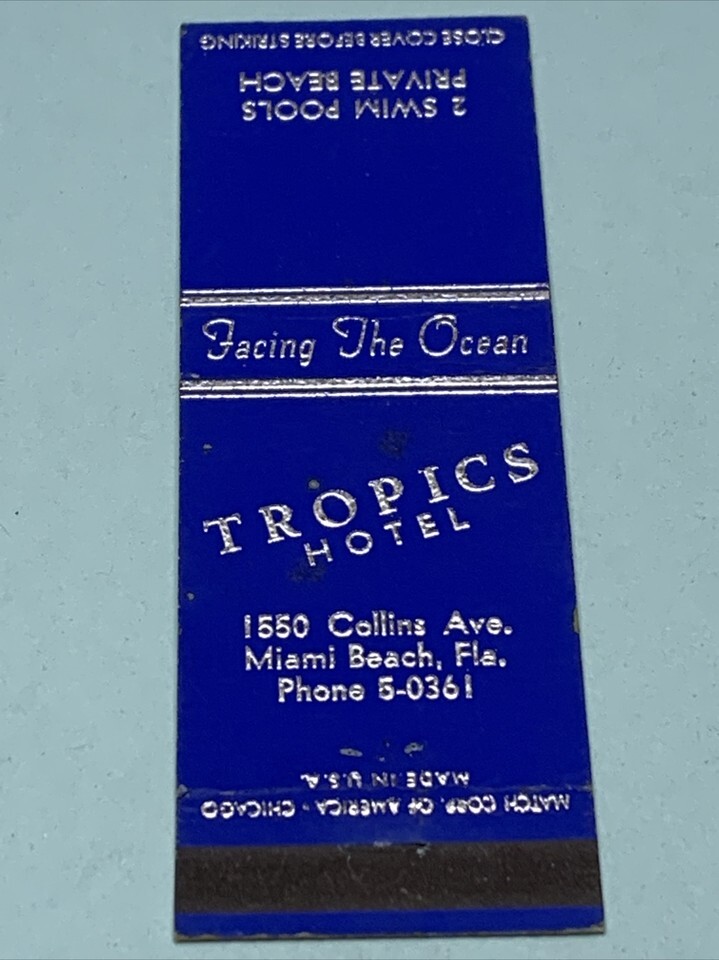 CLOSE COVER BEFORE STRIKING
2 SWIM POOLS
PRIVATE BEACH
Facing The Ocean
TROPICS
HOTEL
1550 Collins Ave.
Miami Beach, Fla.
Phone 5-0361
MATCH CORP. OF AMERICA - CHICAGO
MADE IN U.S.A.